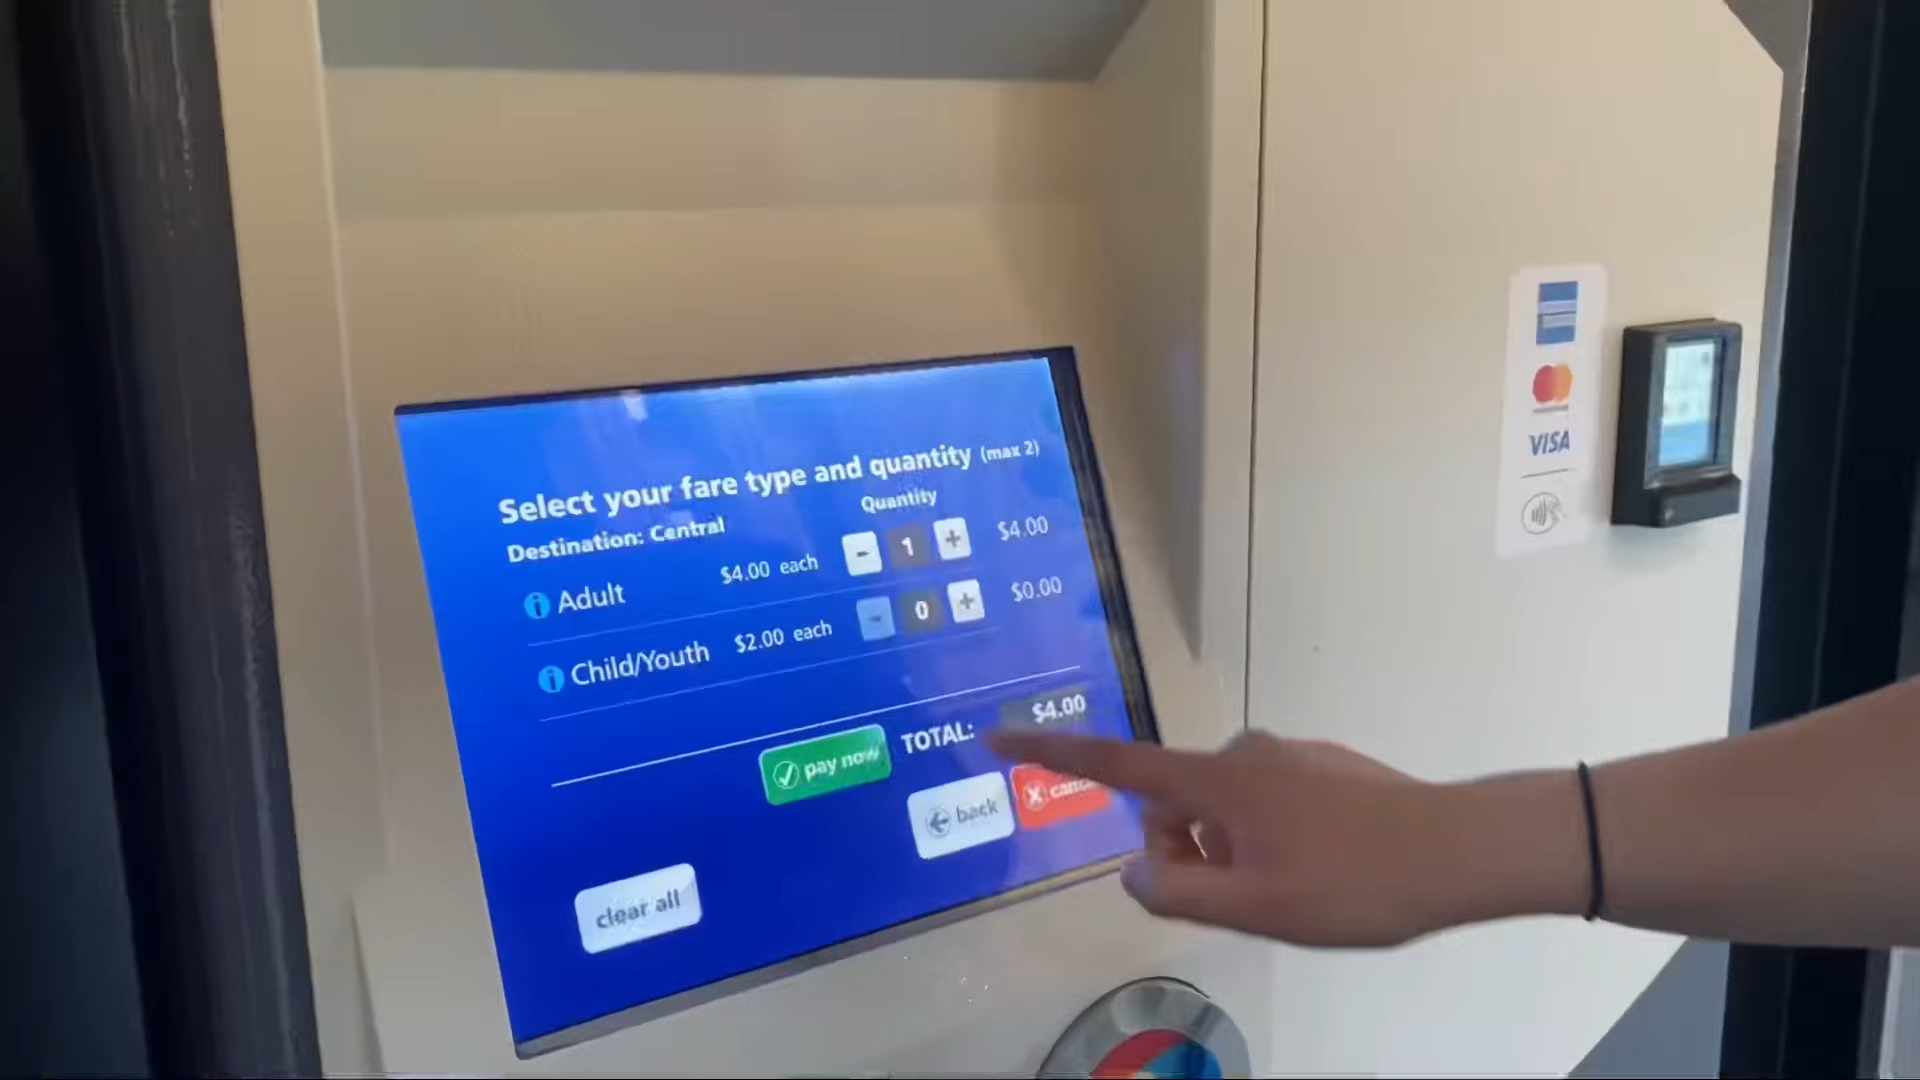 Select your fare type and quantity (max 2)
Destination: Central
Quantity
Adult $4.00 each - 1 + $4.00
Child/Youth $2.00 each - 0 + $0.00
pay now TOTAL: $4.00
back
clear all
VISA